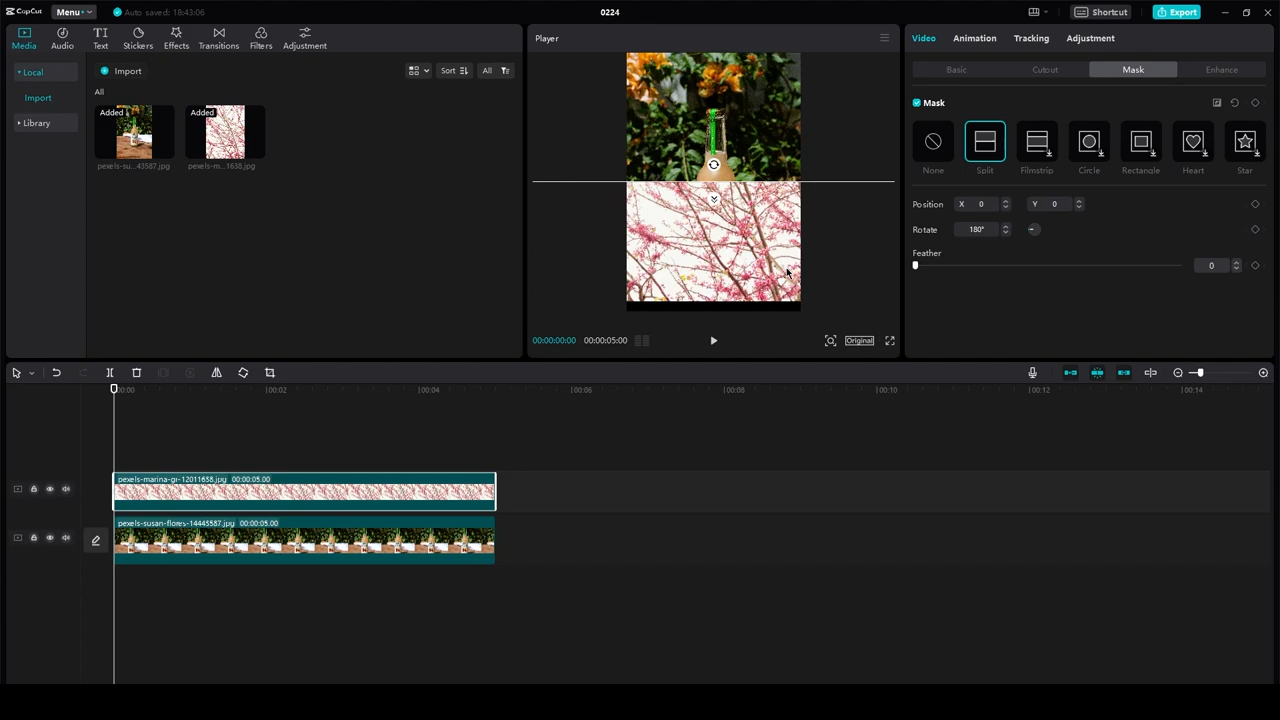 CapCut
Menu
Auto saved: 18:43:06
0224
Shortcut
Export
Media
Audio
Text
Stickers
Effects
Transitions
Filters
Adjustment
Local
Import
Library
Import
Sort
All
All
Added
Added
pexels-su...43587.jpg
pexels-m...1638.jpg
Player
00:00:00:00
00:00:05:00
Original
Video
Animation
Tracking
Adjustment
Basic
Cutout
Mask
Enhance
Mask
None
Split
Filmstrip
Circle
Rectangle
Heart
Star
Position X 0 Y 0
Rotate 180°
Feather
0
00:00
00:02
00:04
00:06
00:08
00:10
00:12
00:14
pexels-marina-gr-12011638.jpg 00:00:05:00
pexels-susan-flores-14443587.jpg 00:00:05:00